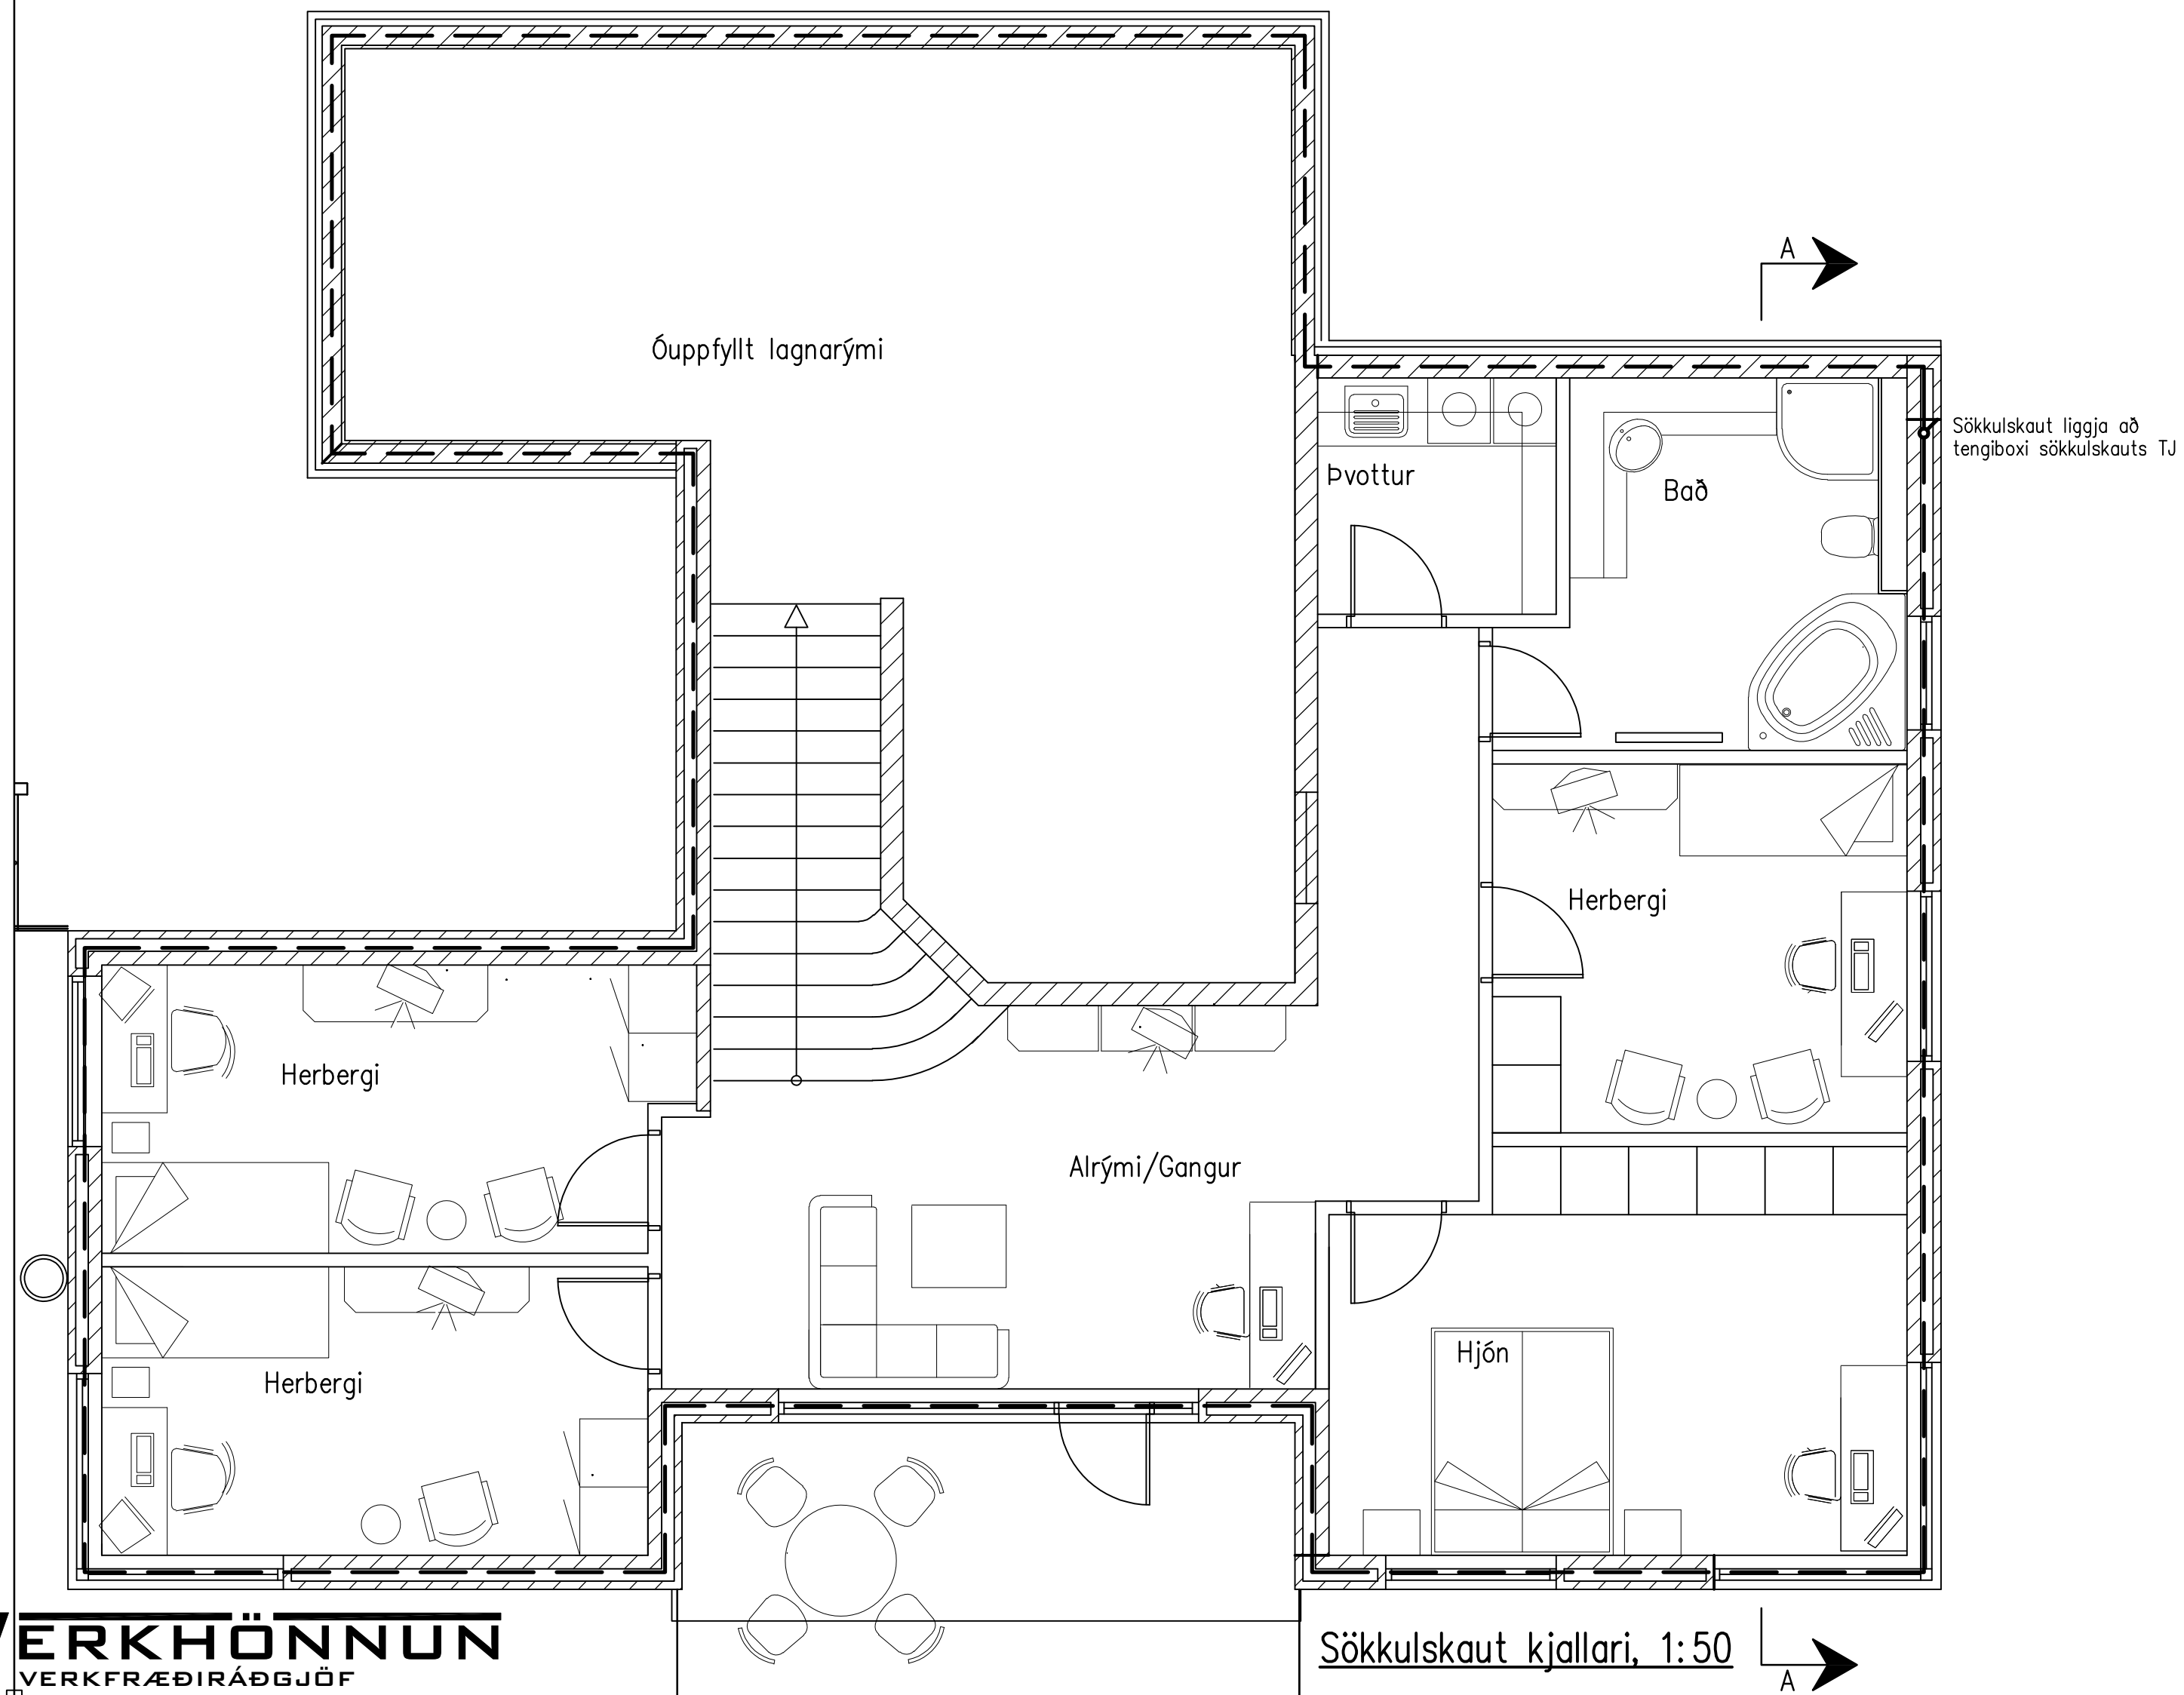 A
Óuppfyllt lagnarými
Sökkulskaut liggja að
tengiboxi sökkulskauts TJ
Þvottur
Bað
Herbergi
Herbergi
Alrými/Gangur
Hjón
Herbergi
VERKHÖNNUN
VERKFRÆÐIRÁÐGJÖF
Sökkulskaut kjallari, 1:50
A